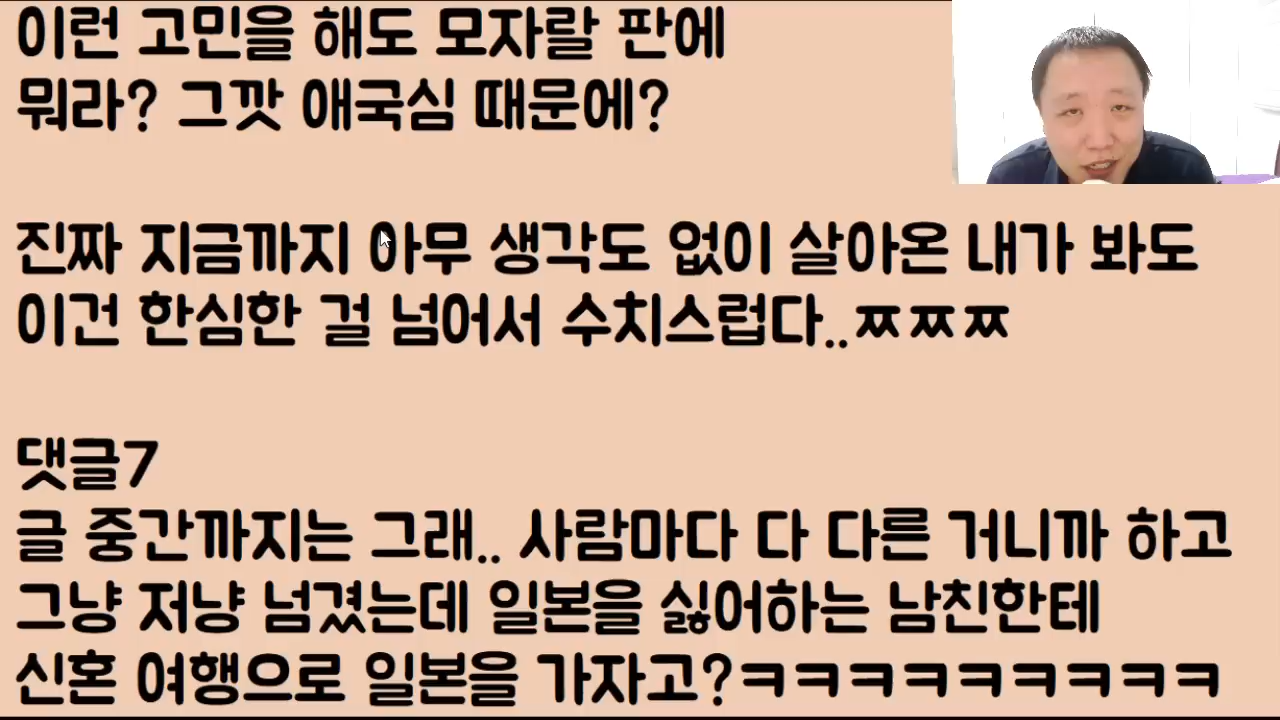 이런 고민을 해도 모자랄 판에
뭐라? 그깟 애국심 때문에?
진짜 지금까지 아무 생각도 없이 살아온 내가 봐도
이건 한심한 걸 넘어서 수치스럽다..ㅉㅉㅉ
댓글7
글 중간까지는 그래.. 사람마다 다 다른 거니까 하고
그냥 저냥 넘겼는데 일본을 싫어하는 남친한테
신혼 여행으로 일본을 가자고?ㅋㅋㅋㅋㅋㅋㅋㅋㅋ